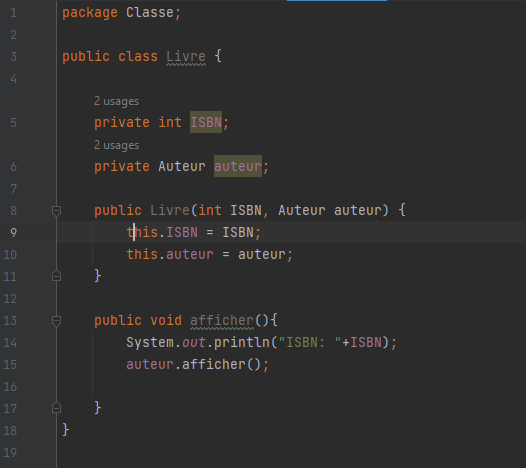 1 package Classe;
2
3 public class Livre {
4
2 usages
5 private int ISBN;
2 usages
6 private Auteur auteur;
7
8 public Livre(int ISBN, Auteur auteur) {
9 this.ISBN = ISBN;
10 this.auteur = auteur;
11 }
12
13 public void afficher(){
14 System.out.println("ISBN: "+ISBN);
15 auteur.afficher();
16
17 }
18 }
19